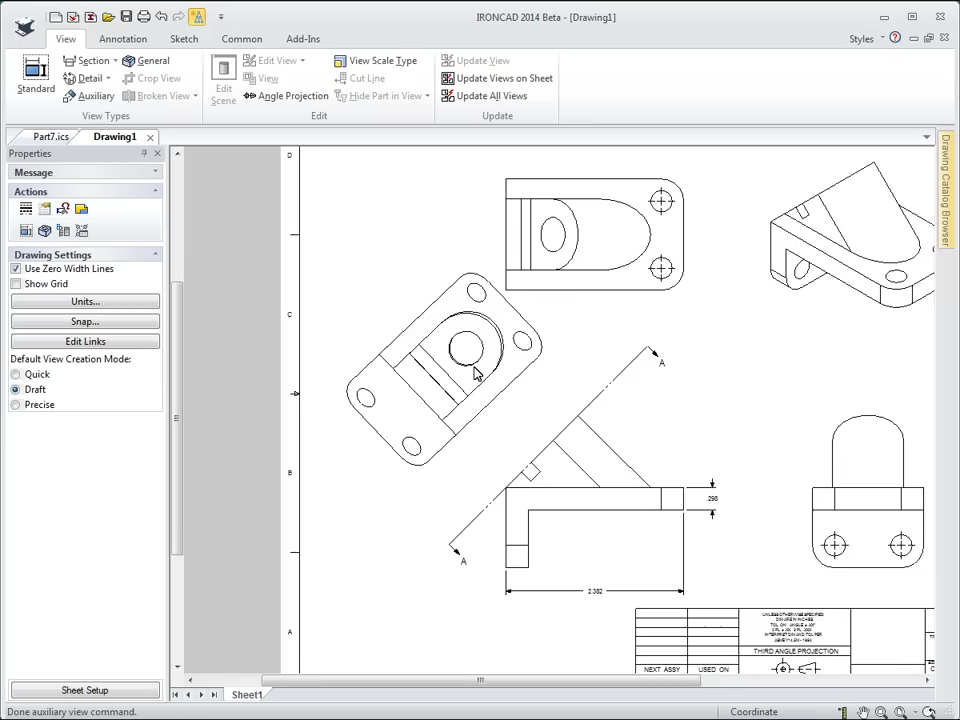 IRONCAD 2014 Beta - [Drawing1]
View
Annotation
Sketch
Common
Add-Ins
Styles
Standard
Section
Detail
Auxiliary
General
Crop View
Broken View
View Types
Edit Scene
Edit View
View
Angle Projection
View Scale Type
Cut Line
Hide Part in View
Edit
Update View
Update Views on Sheet
Update All Views
Update
Part7.ics
Drawing1
Properties
Message
Actions
Drawing Settings
Use Zero Width Lines
Show Grid
Units...
Snap...
Edit Links
Default View Creation Mode:
Quick
Draft
Precise
Sheet Setup
Drawing Catalog Browser
D
C
B
A
A
A
.296
2.382
UNLESS OTHERWISE SPECIFIED
THIRD ANGLE PROJECTION
NEXT ASSY
USED ON
Sheet1
Done auxiliary view command.
Coordinate